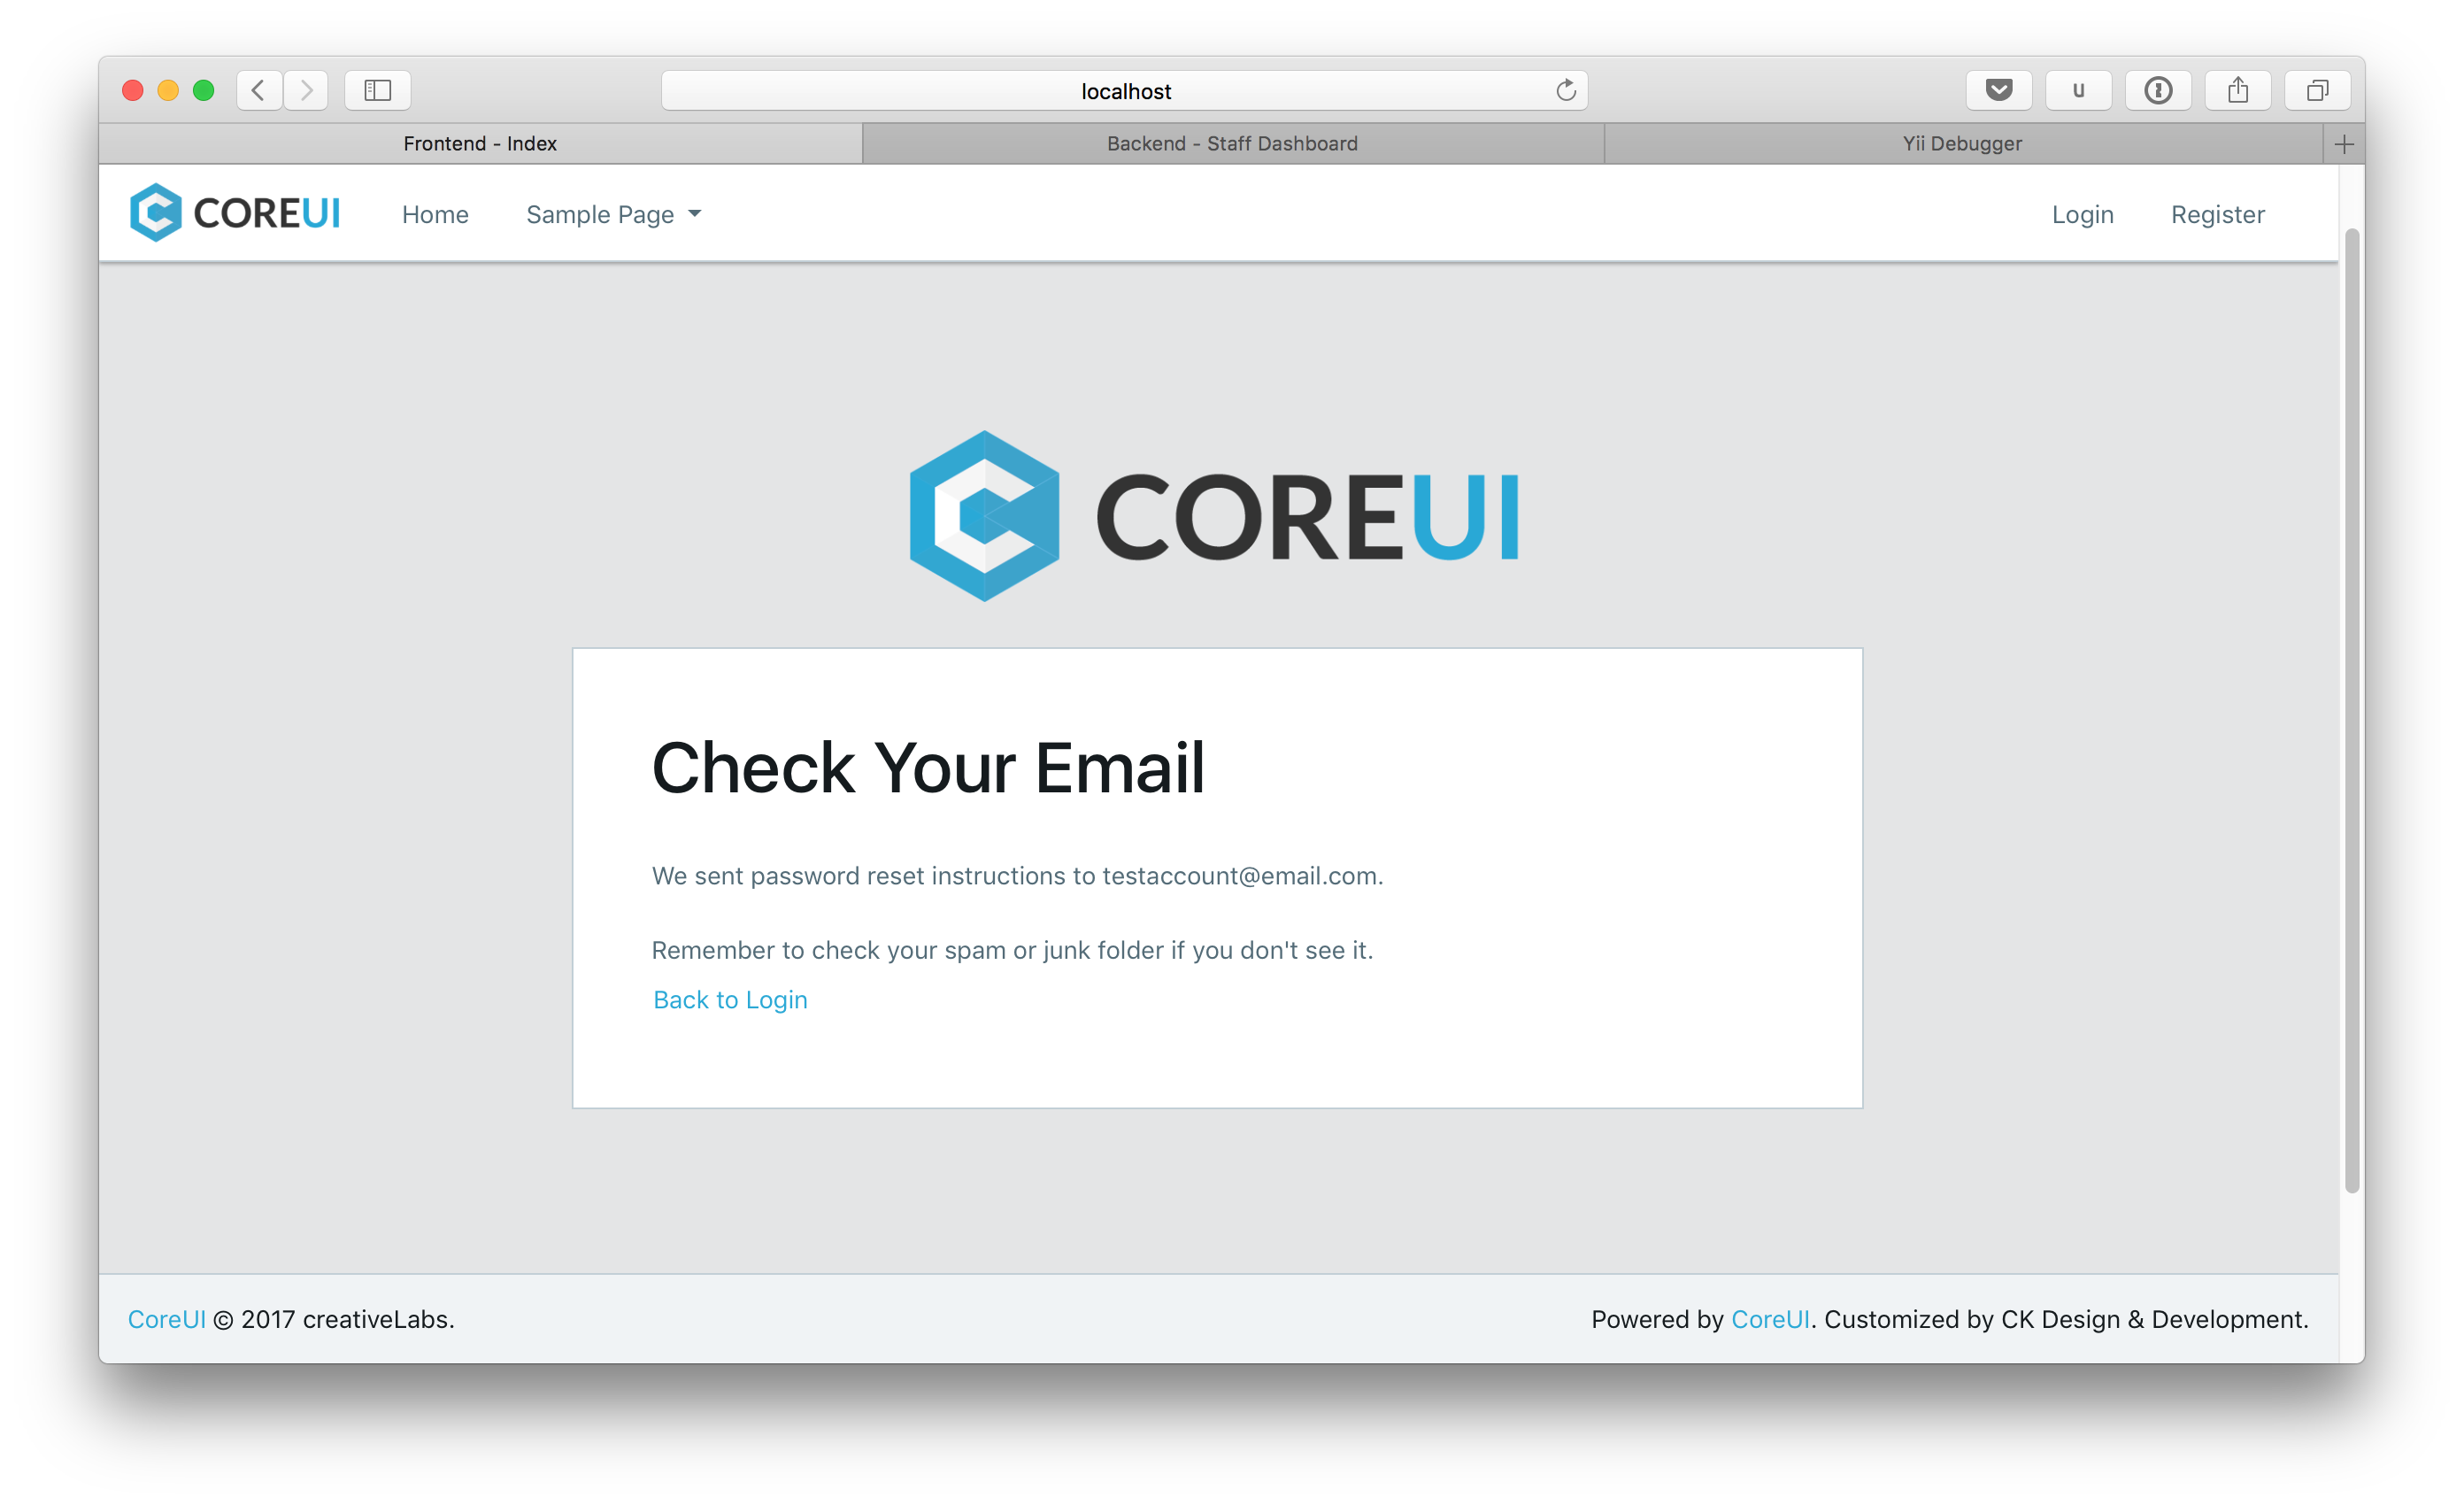 localhost
u
Frontend - Index
Backend - Staff Dashboard
Yii Debugger
COREUI
Home
Sample Page
Login
Register
COREUI
Check Your Email
We sent password reset instructions to testaccount@email.com.
Remember to check your spam or junk folder if you don't see it.
Back to Login
CoreUI © 2017 creativeLabs.
Powered by CoreUI. Customized by CK Design & Development.